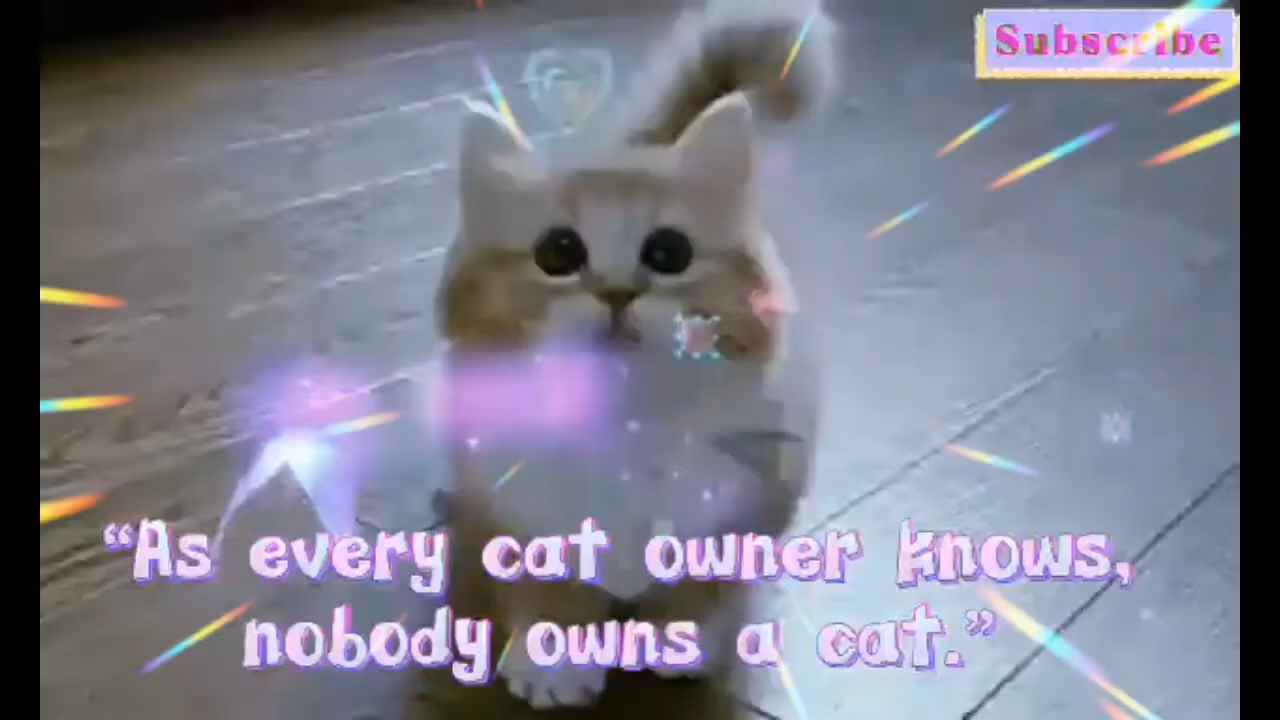 Subscribe
“As every cat owner knows,
nobody owns a cat.”